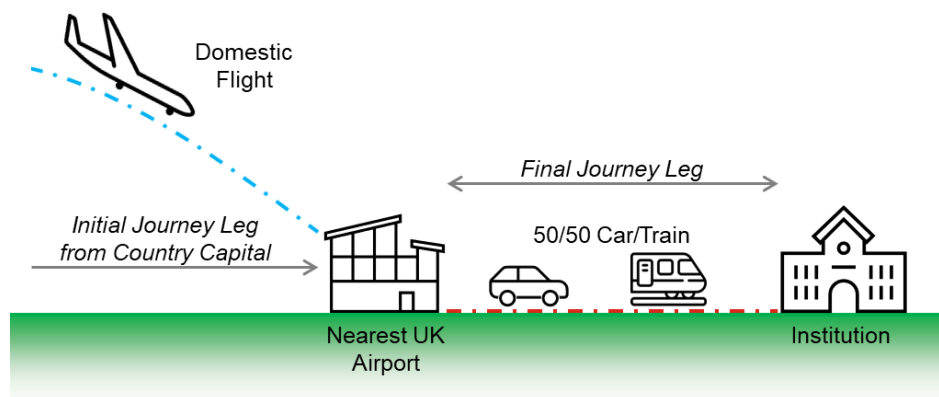 Domestic
Flight
Final Journey Leg
Initial Journey Leg
from Country Capital
50/50 Car/Train
Nearest UK
Airport
Institution